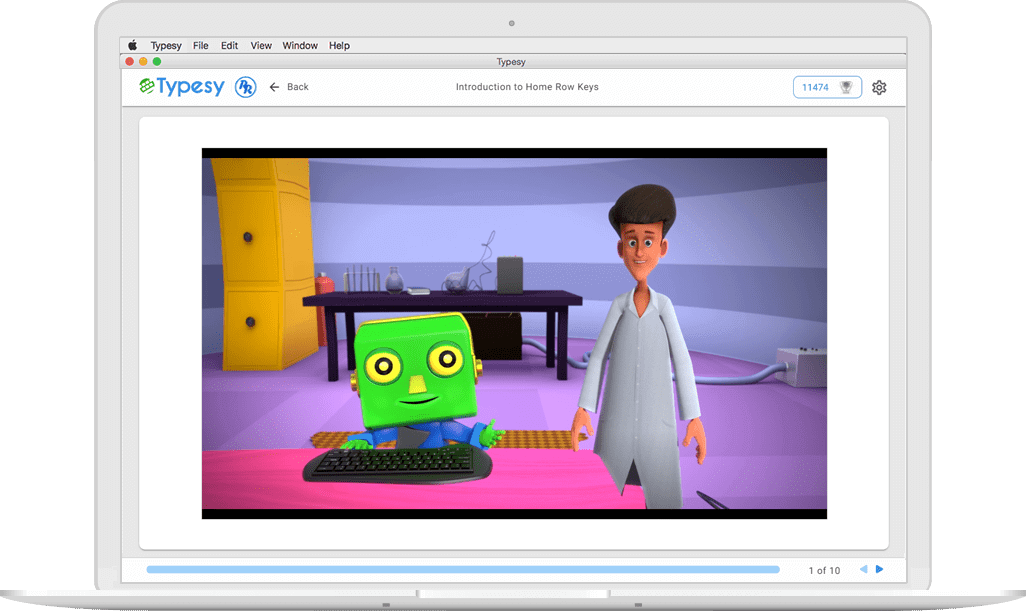 Typesy File Edit View Window Help
Typesy
Typesy R Back Introduction to Home Row Keys 11474
1 of 10